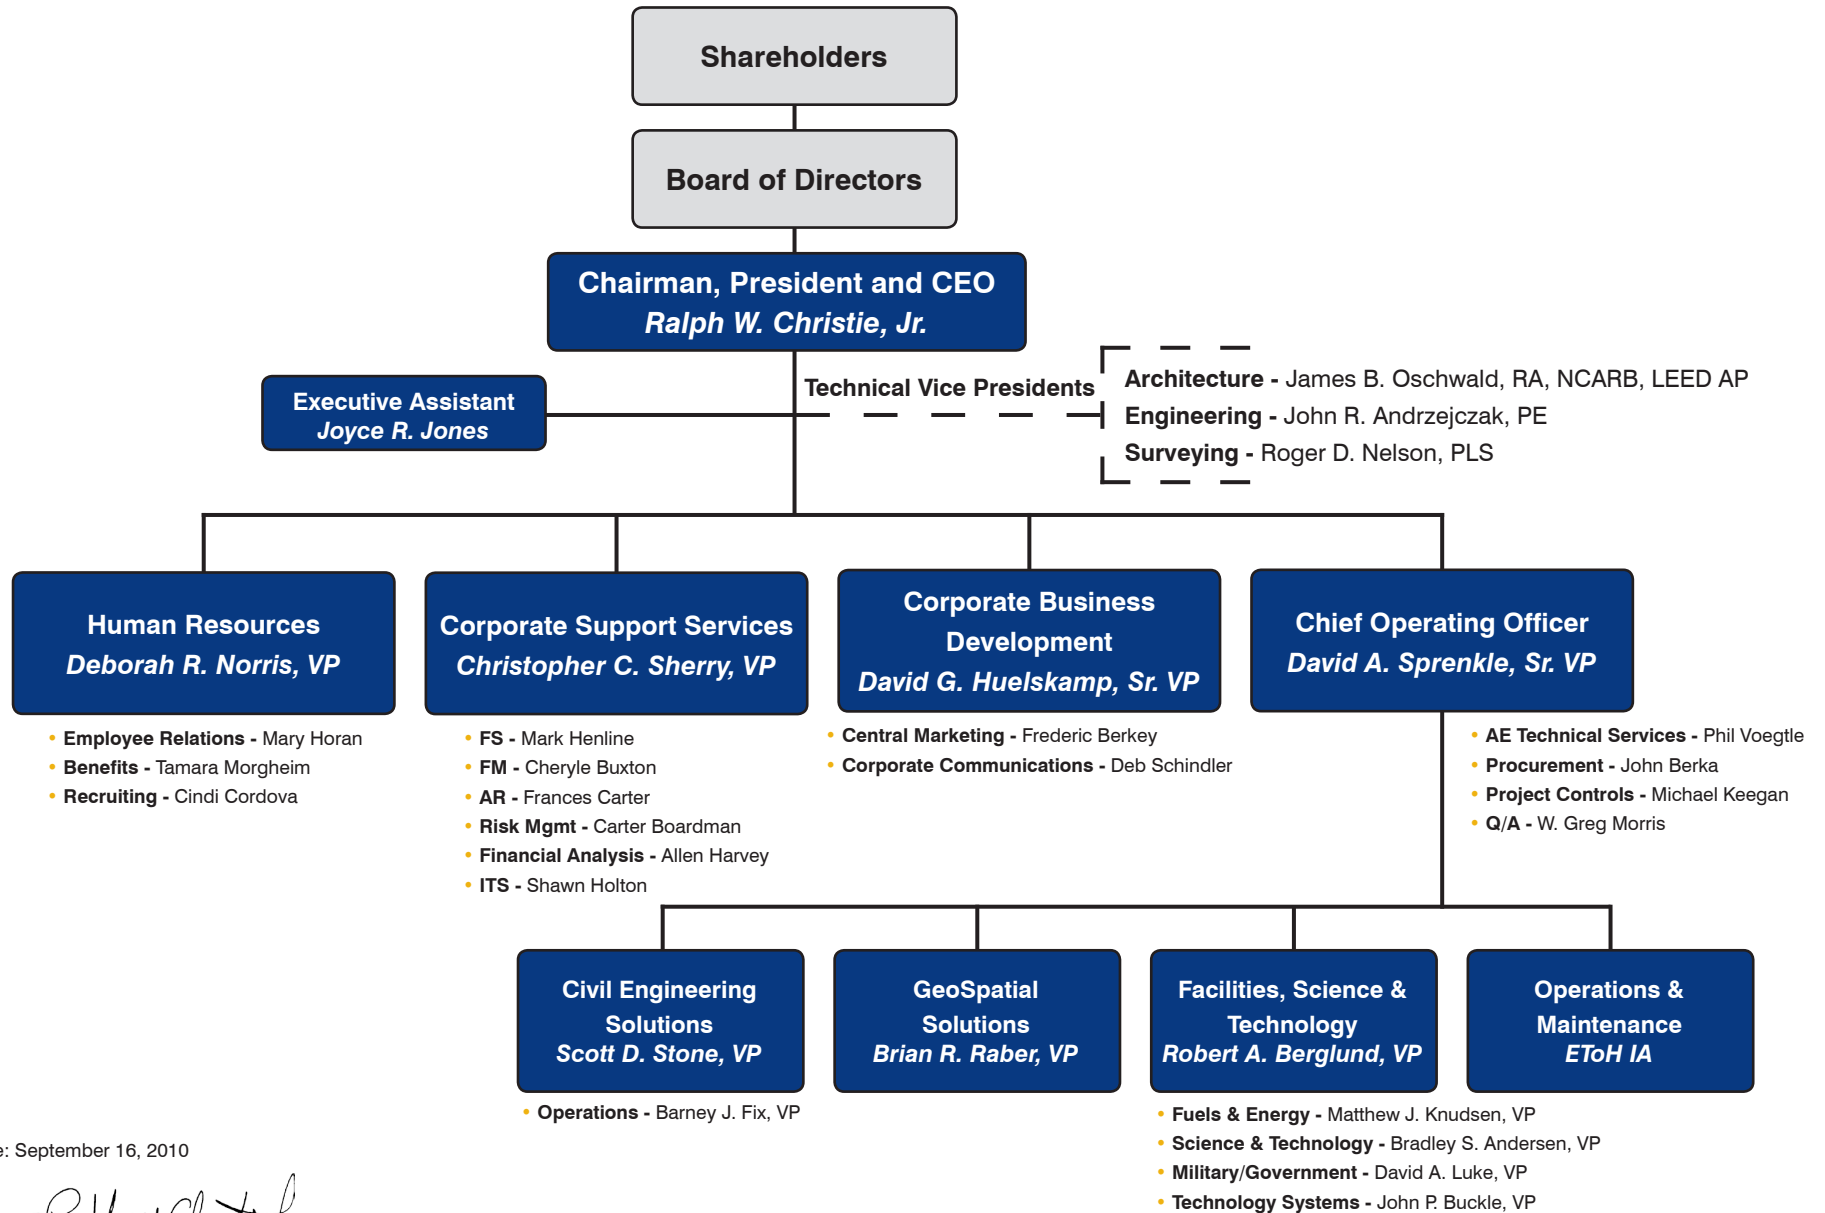 Shareholders
Board of Directors
Chairman, President and CEO
Ralph W. Christie, Jr.
Executive Assistant
Joyce R. Jones
Technical Vice Presidents
Architecture - James B. Oschwald, RA, NCARB, LEED AP
Engineering - John R. Andrzejczak, PE
Surveying - Roger D. Nelson, PLS
Human Resources
Deborah R. Norris, VP
• Employee Relations - Mary Horan
• Benefits - Tamara Morgheim
• Recruiting - Cindi Cordova
Corporate Support Services
Christopher C. Sherry, VP
• FS - Mark Henline
• FM - Cheryle Buxton
• AR - Frances Carter
• Risk Mgmt - Carter Boardman
• Financial Analysis - Allen Harvey
• ITS - Shawn Holton
Corporate Business
Development
David G. Huelskamp, Sr. VP
• Central Marketing - Frederic Berkey
• Corporate Communications - Deb Schindler
Chief Operating Officer
David A. Sprenkle, Sr. VP
• AE Technical Services - Phil Voegtle
• Procurement - John Berka
• Project Controls - Michael Keegan
• Q/A - W. Greg Morris
Civil Engineering
Solutions
Scott D. Stone, VP
• Operations - Barney J. Fix, VP
GeoSpatial
Solutions
Brian R. Raber, VP
Facilities, Science &
Technology
Robert A. Berglund, VP
• Fuels & Energy - Matthew J. Knudsen, VP
• Science & Technology - Bradley S. Andersen, VP
• Military/Government - David A. Luke, VP
• Technology Systems - John P. Buckle, VP
Operations &
Maintenance
EToH IA
e: September 16, 2010